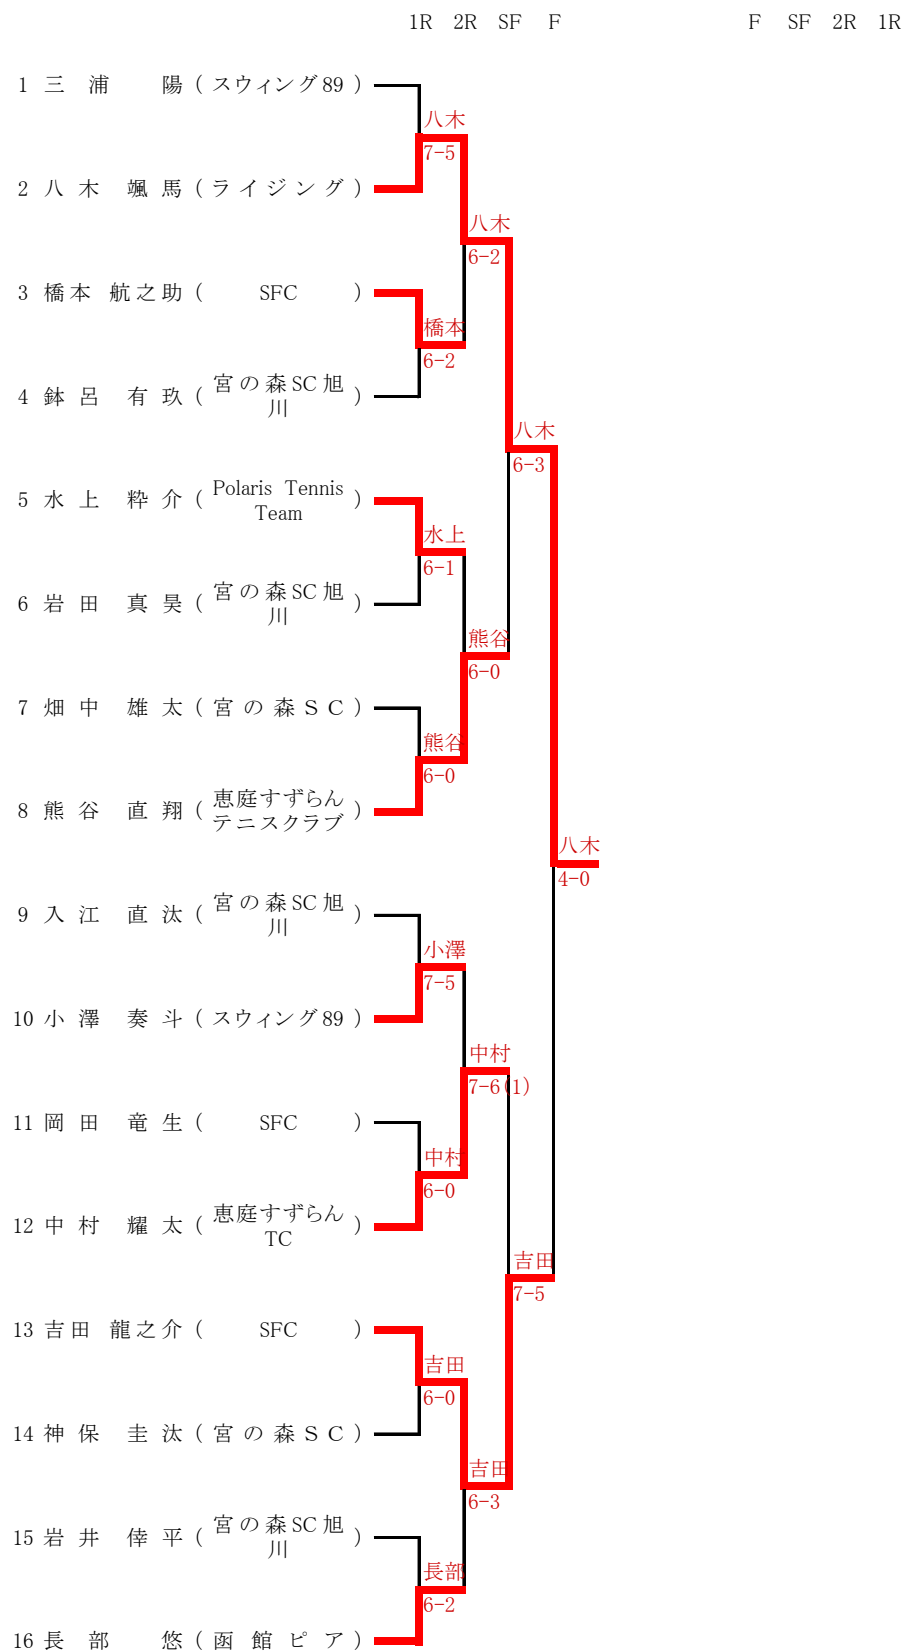 1R 2R SF F F SF 2R 1R
1 三浦 陽 ( スウィング89 )
八木
7-5
2 八木 颯馬 ( ライジング )
八木
6-2
3 橋本 航之助 ( SFC )
橋本
6-2
4 鉢呂 有玖 ( 宮の森SC旭
川 )
八木
6-3
5 水上 粋介 ( Polaris Tennis
Team )
水上
6-1
6 岩田 真昊 ( 宮の森SC旭
川 )
熊谷
6-0
7 畑中 雄太 ( 宮の森ＳＣ )
熊谷
6-0
8 熊谷 直翔 ( 恵庭すずらん
テニスクラブ )
八木
4-0
9 入江 直汰 ( 宮の森SC旭
川 )
小澤
7-5
10 小澤 奏斗 ( スウィング89 )
中村
7-6(1)
11 岡田 竜生 ( SFC )
中村
6-0
12 中村 耀太 ( 恵庭すずらん
TC )
吉田
7-5
13 吉田 龍之介 ( SFC )
吉田
6-0
14 神保 圭汰 ( 宮の森ＳＣ )
吉田
6-3
15 岩井 倖平 ( 宮の森SC旭
川 )
長部
6-2
16 長部 悠 ( 函館ピア )